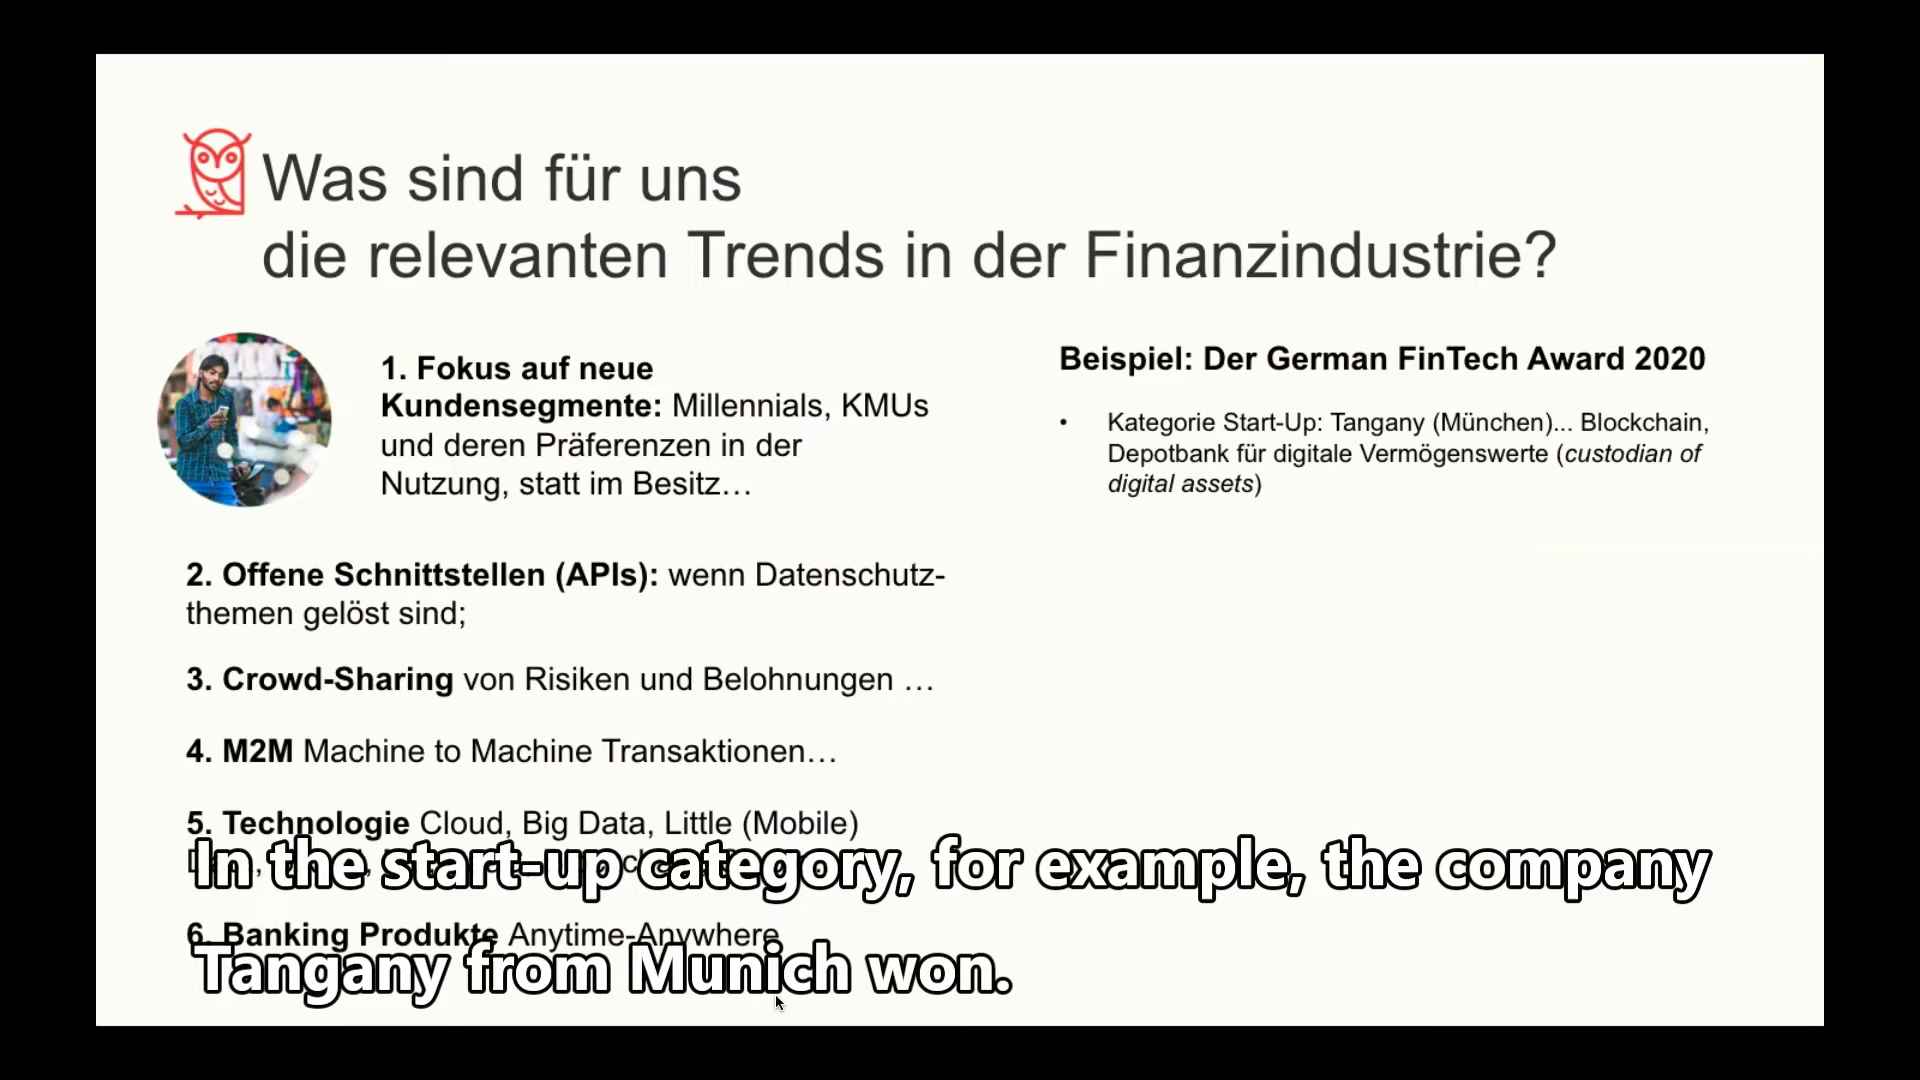 Was sind für uns
die relevanten Trends in der Finanzindustrie?
1. Fokus auf neue
Kundensegmente: Millennials, KMUs
und deren Präferenzen in der
Nutzung, statt im Besitz…
2. Offene Schnittstellen (APIs): wenn Datenschutz-
themen gelöst sind;
3. Crowd-Sharing von Risiken und Belohnungen …
4. M2M Machine to Machine Transaktionen…
5. Technologie Cloud, Big Data, Little (Mobile)
6. Banking Produkte Anytime-Anywhere
Beispiel: Der German FinTech Award 2020
• Kategorie Start-Up: Tangany (München)... Blockchain,
Depotbank für digitale Vermögenswerte (custodian of
digital assets)
In the start-up category, for example, the company
Tangany from Munich won.